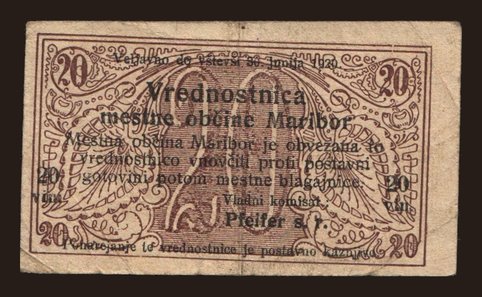 Veljavno do vštevši 30. junija 1920.
20 20
Vrednostnica
mestne občine Maribor.
Mestna občina Maribor je obvezana to
vrednostnico vnovčiti proti postavni
gotovini potom mestne blagajnice.
20 20
vin. vin.
Vladni komisar:
Pfeifer s. r.
20 20
Ponarejanje te vrednostnice je postavno kaznjivo.